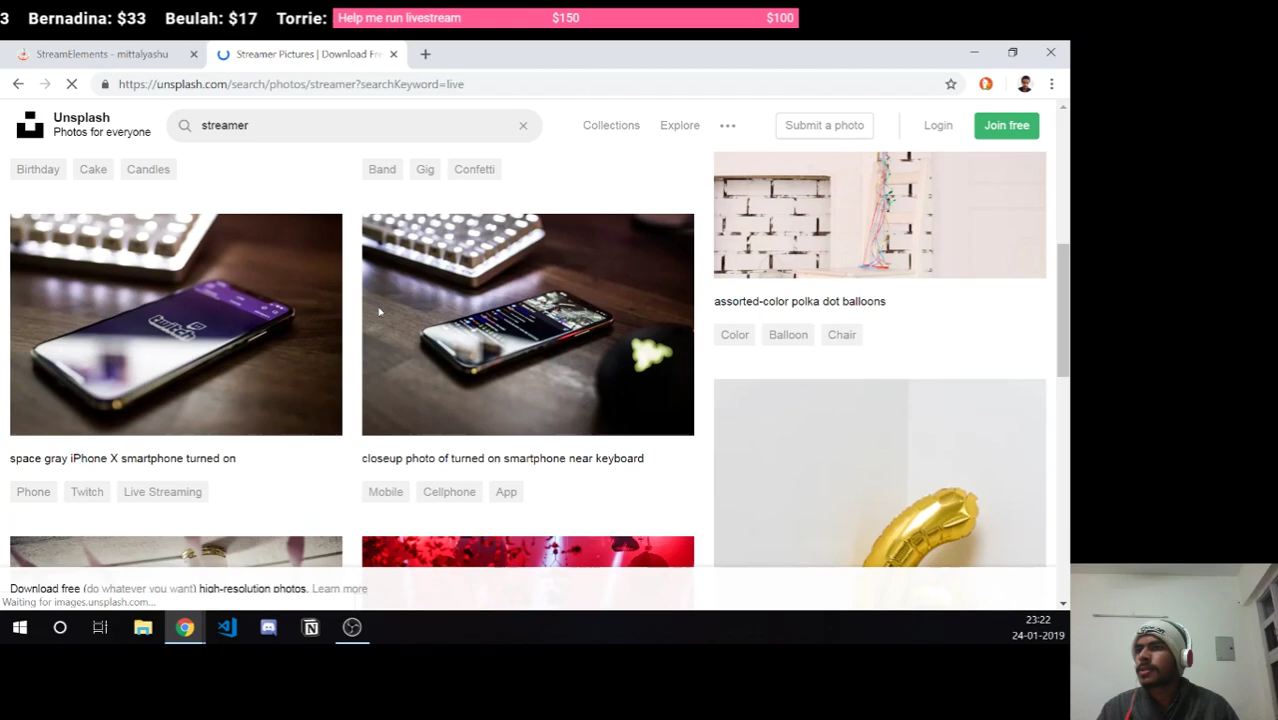 3 Bernadina: $33 Beulah: $17 Torrie:
Help me run livestream $150 $100
StreamElements - mittalyashu
Streamer Pictures | Download Fre
https://unsplash.com/search/photos/streamer?searchKeyword=live
Unsplash
Photos for everyone
streamer
Collections Explore
Submit a photo
Login
Join free
Birthday Cake Candles
Band Gig Confetti
twitch
assorted-color polka dot balloons
Color Balloon Chair
space gray iPhone X smartphone turned on
closeup photo of turned on smartphone near keyboard
Phone Twitch Live Streaming
Mobile Cellphone App
Download free (do whatever you want) high-resolution photos. Learn more
Waiting for images.unsplash.com...
23:22
24-01-2019